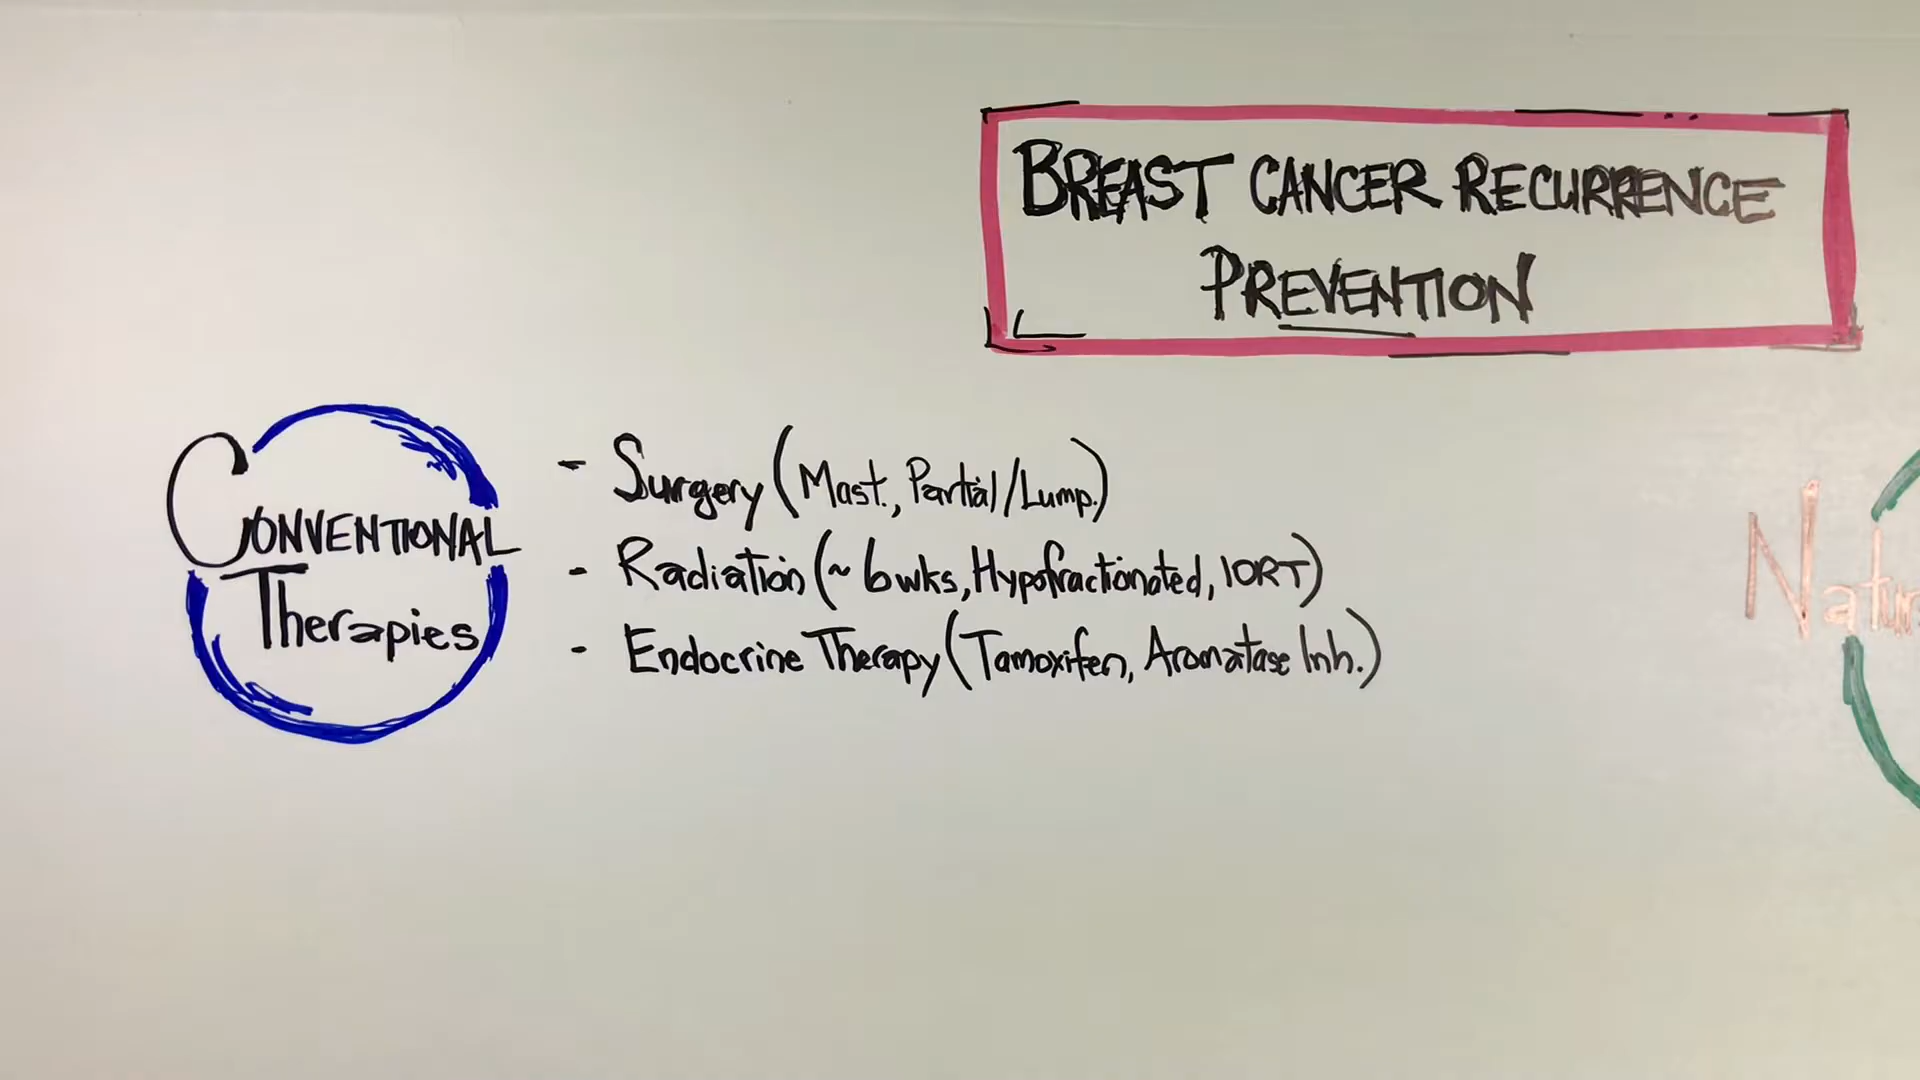 BREAST CANCER RECURRENCE
PREVENTION
CONVENTIONAL
Therapies
- Surgery (Mast., Partial/Lump.)
- Radiation (~ 6wks, Hypofractionated, IORT)
- Endocrine Therapy (Tamoxifen, Aromatase Inh.)
Natur